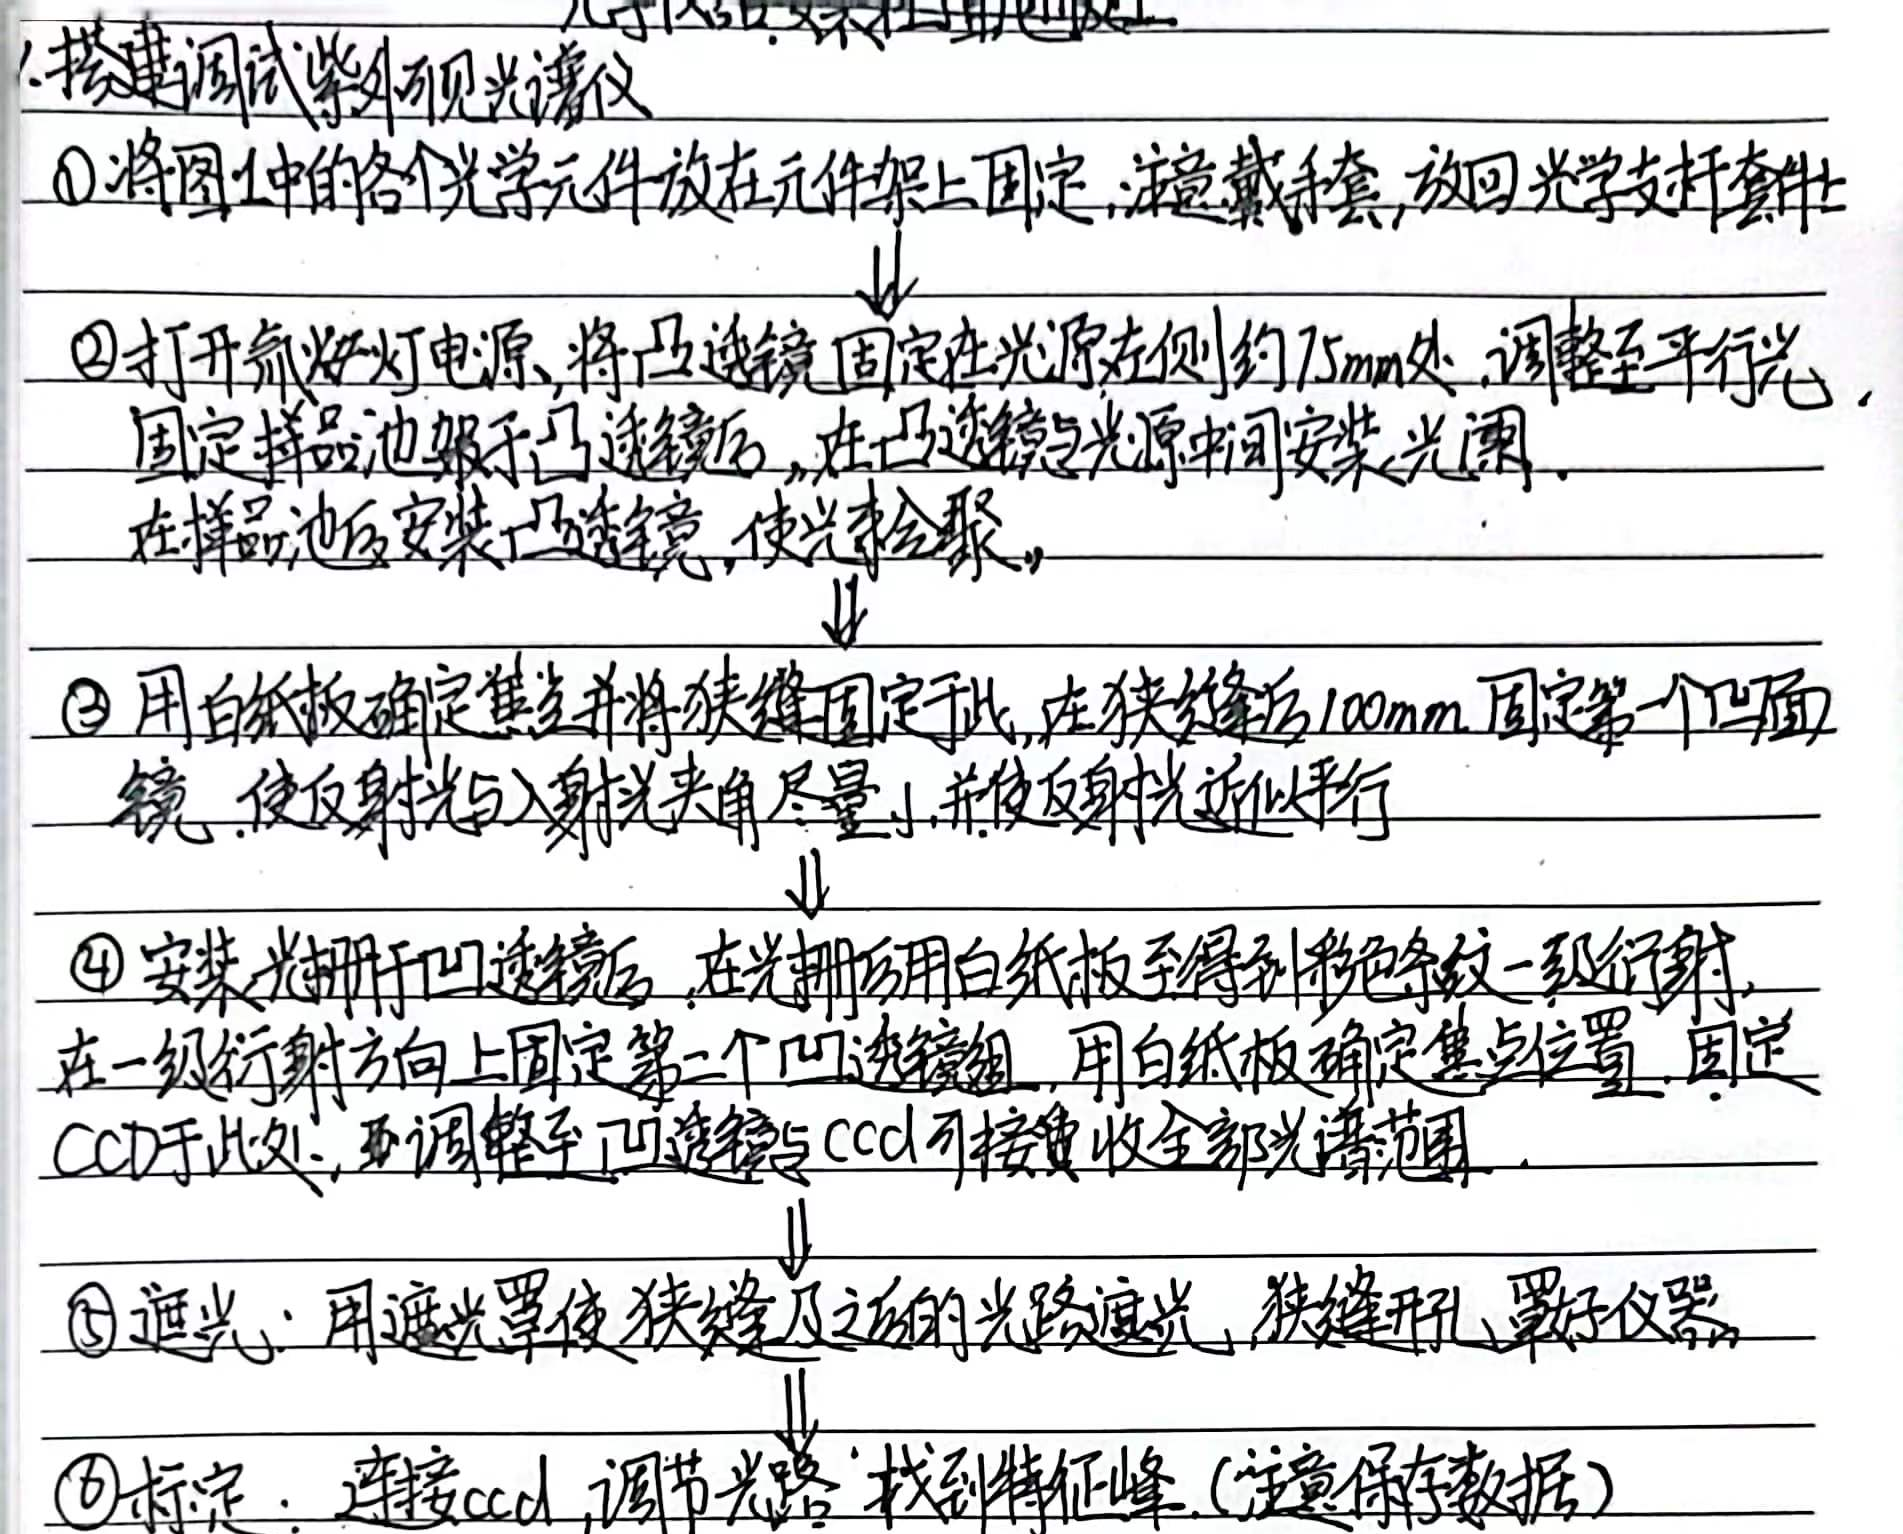 1.搭建调试紫外可见光谱仪
①将图1中的各个光学元件放在元件架上固定,注意戴手套,放回光学支杆套件上
⇓
②打开氘灯电源,将凸透镜固定在光源左侧约75mm处,调整至平行光,
固定样品池架于凸透镜后,在凸透镜与光源中间安装光阑.
在样品池后安装凸透镜,使光束会聚.
⇓
③用白纸板确定焦点并将狭缝固定于此,在狭缝后100mm固定第一个凹面
镜.使反射光与入射光夹角尽量小,并使反射光近似平行
⇓
④安装光栅于凹透镜后.在光栅后用白纸板至得到彩色条纹一级衍射,
在一级衍射方向上固定第二个凹透镜组,用白纸板确定焦点位置.固定
CCD于此处,调整至凹透镜与ccd可接收全部光谱范围.
⇓
⑤遮光:用遮光罩使狭缝及之后的光路遮光,狭缝开孔,罩好仪器.
⇓
⑥标定:连接ccd,调节光路 找到特征峰.(注意保存数据)